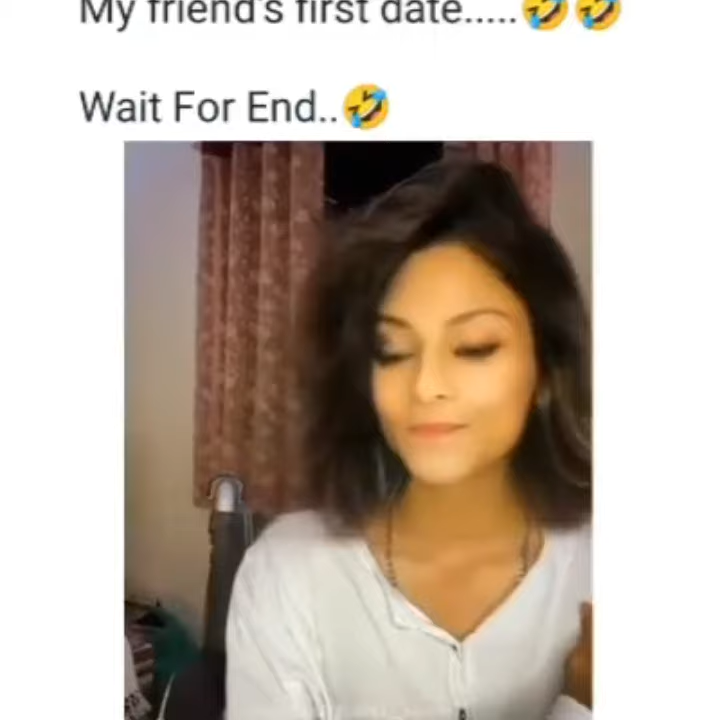 My friend's first date.....🤣🤣
Wait For End..🤣